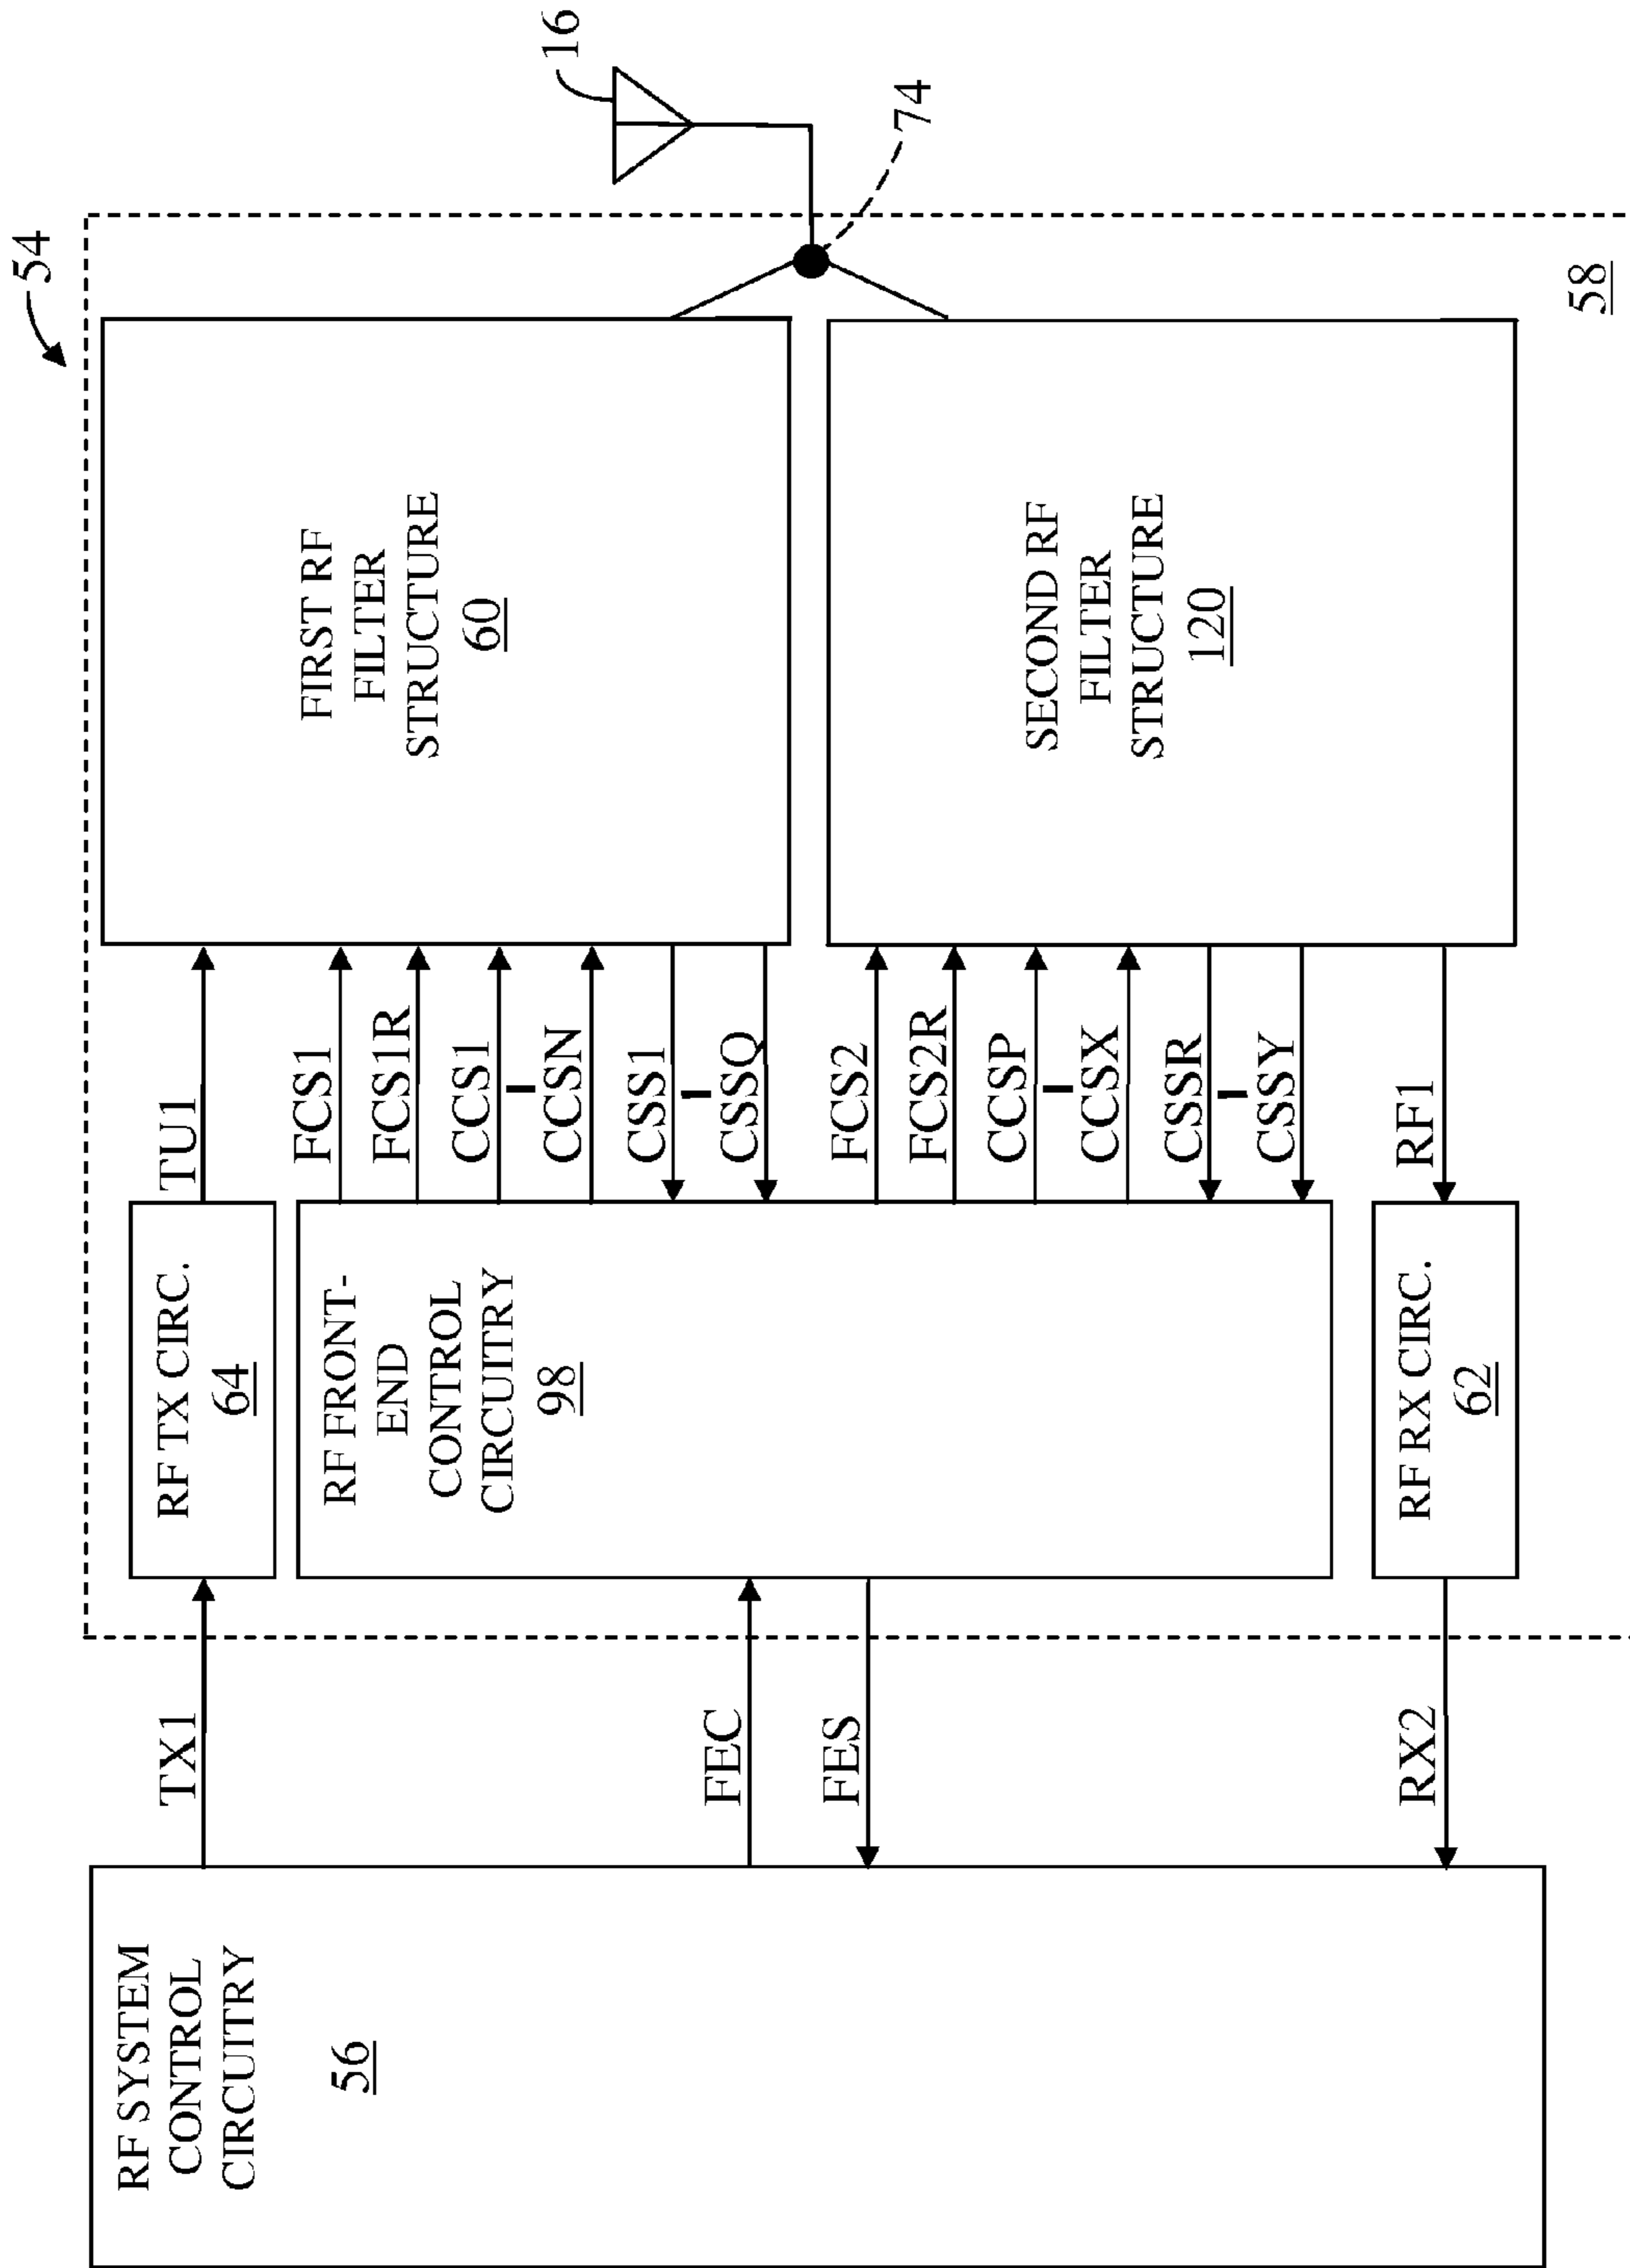 54
16
74
58
RF SYSTEM
CONTROL
CIRCUITRY
56
TX1
FEC
FES
RX2
RF TX CIRC.
64
RF FRONT-
END
CONTROL
CIRCUITRY
98
RF RX CIRC.
62
TU1
FCS1
FCS1R
CCS1
CCSN
CSS1
CSSQ
FCS2
FCS2R
CCSP
CCSX
CSSR
CSSY
RF1
FIRST RF
FILTER
STRUCTURE
60
SECOND RF
FILTER
STRUCTURE
120